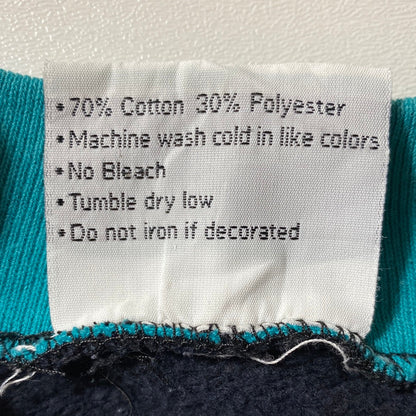 •70% Cotton 30% Polyester
•Machine wash cold in like colors
•No Bleach
•Tumble dry low
•Do not iron if decorated